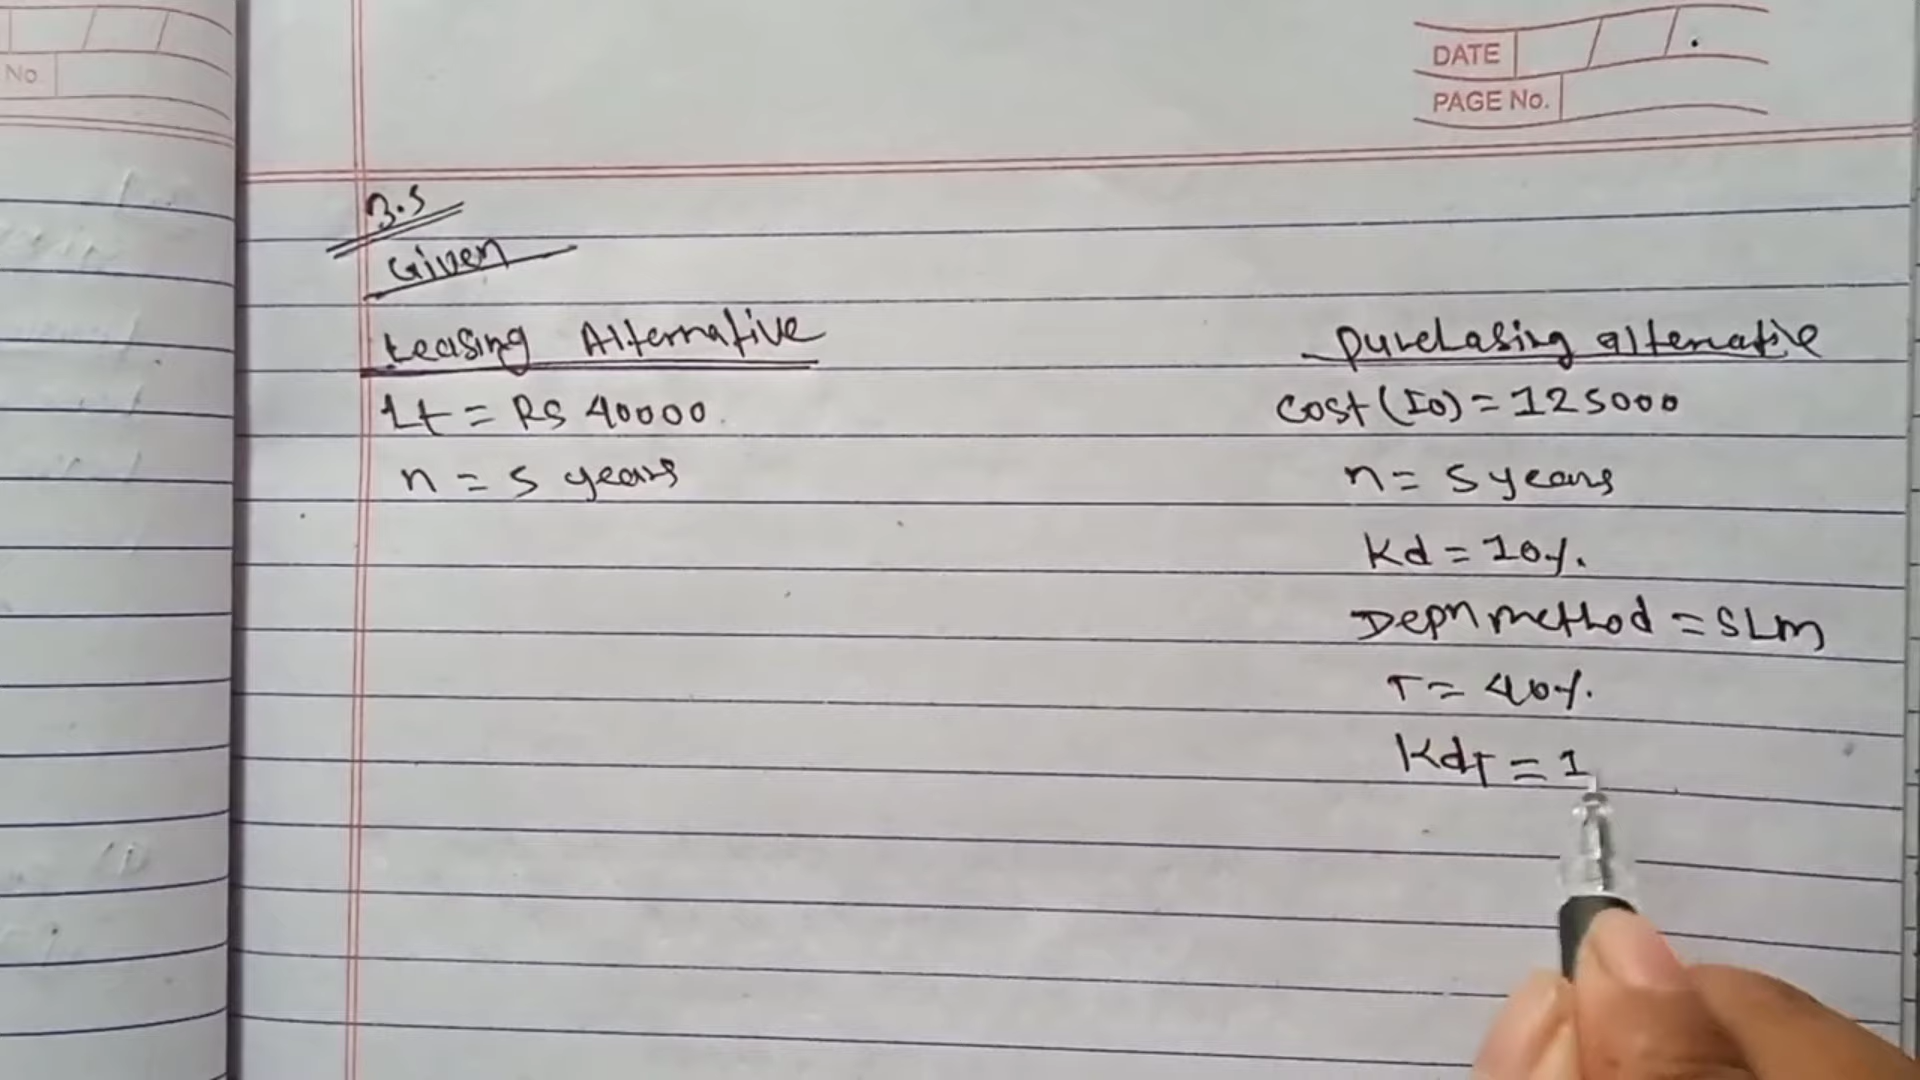 No.
DATE
PAGE No.
3.5
Given
Leasing Alternative
Lt = RS 40000
n = 5 years
purchasing alternative
Cost (I0) = 125000
n = 5 years
Kd = 10%.
Depn method = SLM
T = 40%.
KdT = 1